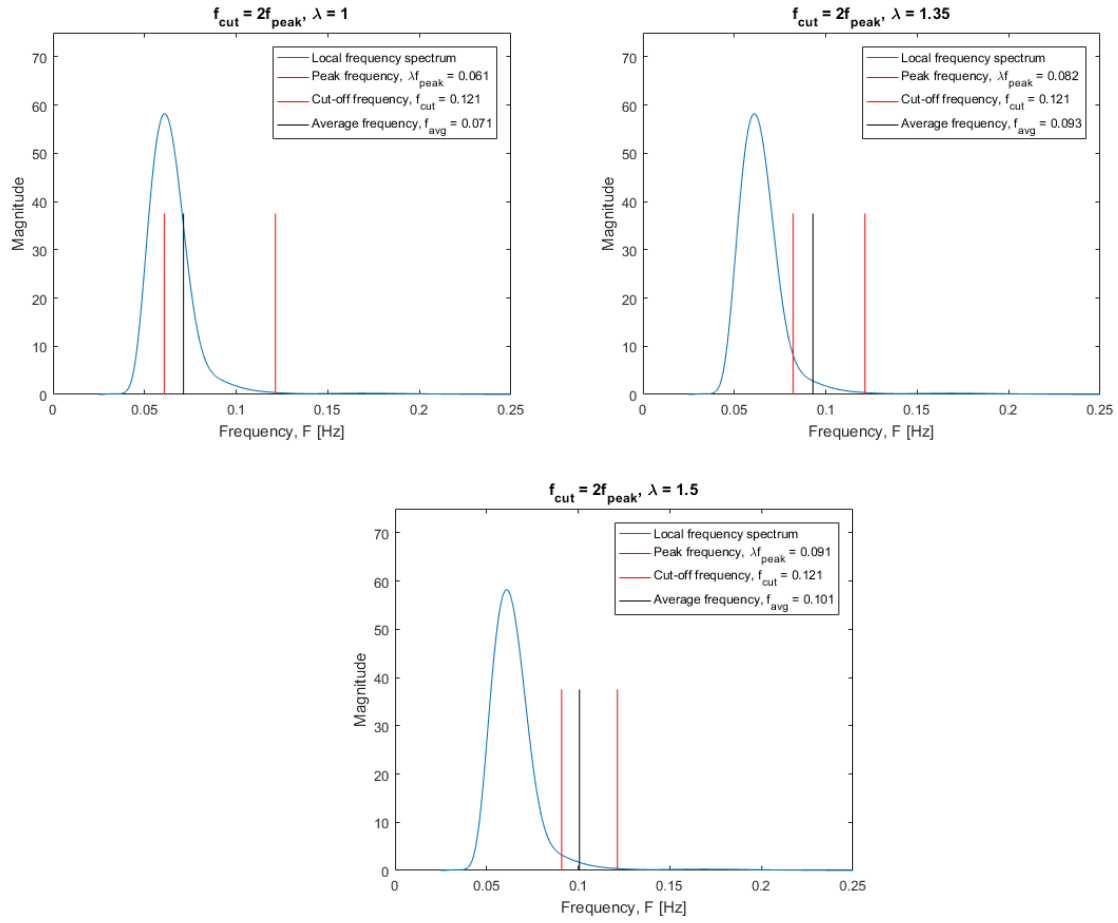 f_cut = 2f_peak, λ = 1
70
60
50
40
30
20
10
0
Magnitude
Local frequency spectrum
Peak frequency, λf_peak = 0.061
Cut-off frequency, f_cut = 0.121
Average frequency, f_avg = 0.071
0 0.05 0.1 0.15 0.2 0.25
Frequency, F [Hz]
f_cut = 2f_peak, λ = 1.35
70
60
50
40
30
20
10
0
Magnitude
Local frequency spectrum
Peak frequency, λf_peak = 0.082
Cut-off frequency, f_cut = 0.121
Average frequency, f_avg = 0.093
0 0.05 0.1 0.15 0.2 0.25
Frequency, F [Hz]
f_cut = 2f_peak, λ = 1.5
70
60
50
40
30
20
10
0
Magnitude
Local frequency spectrum
Peak frequency, λf_peak = 0.091
Cut-off frequency, f_cut = 0.121
Average frequency, f_avg = 0.101
0 0.05 0.1 0.15 0.2 0.25
Frequency, F [Hz]